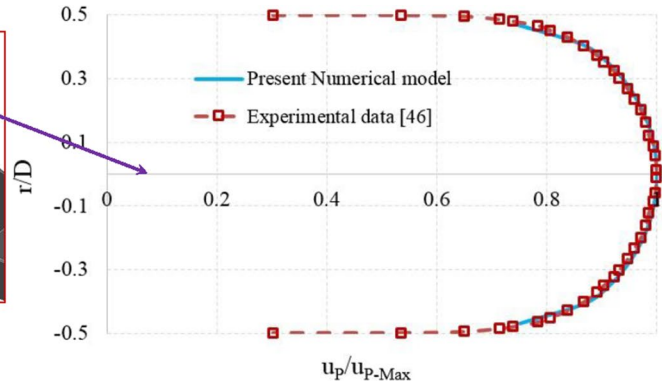 0.5
0.3
0.1
-0.1
-0.3
-0.5
r/D
Present Numerical model
Experimental data [46]
0 0.2 0.4 0.6 0.8 1
uP/uP-Max